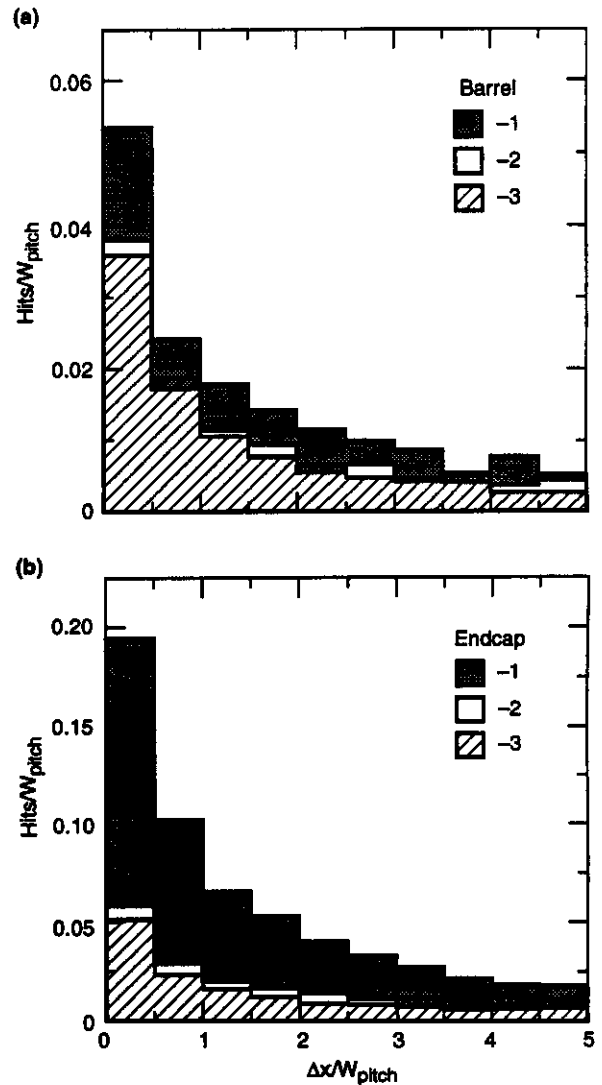 (a)
0.06
0.04
0.02
0
Hits/Wpitch
Barrel
–1
–2
–3
(b)
0.20
0.15
0.10
0.05
0
Hits/Wpitch
Endcap
–1
–2
–3
0 1 2 3 4 5
Δx/Wpitch